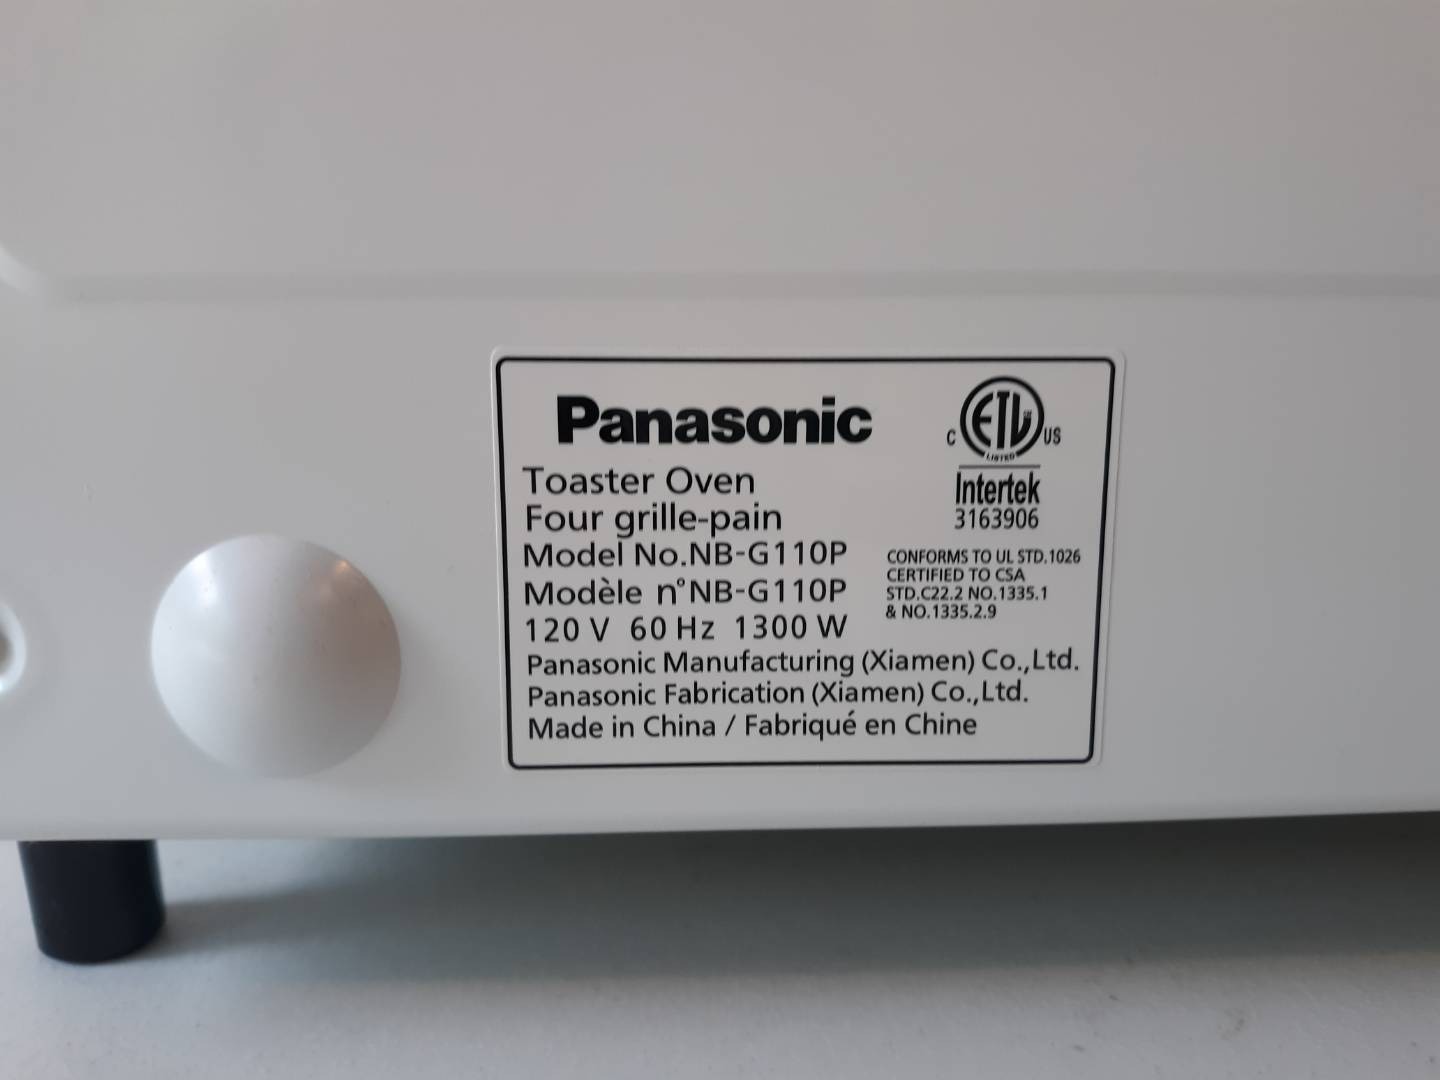 Panasonic
Toaster Oven
Four grille-pain
Model No.NB-G110P
Modèle n°NB-G110P
120 V 60 Hz 1300 W
Panasonic Manufacturing (Xiamen) Co.,Ltd.
Panasonic Fabrication (Xiamen) Co.,Ltd.
Made in China / Fabriqué en Chine
C ETL US
LISTED
Intertek
3163906
CONFORMS TO UL STD.1026
CERTIFIED TO CSA
STD.C22.2 NO.1335.1
& NO.1335.2.9